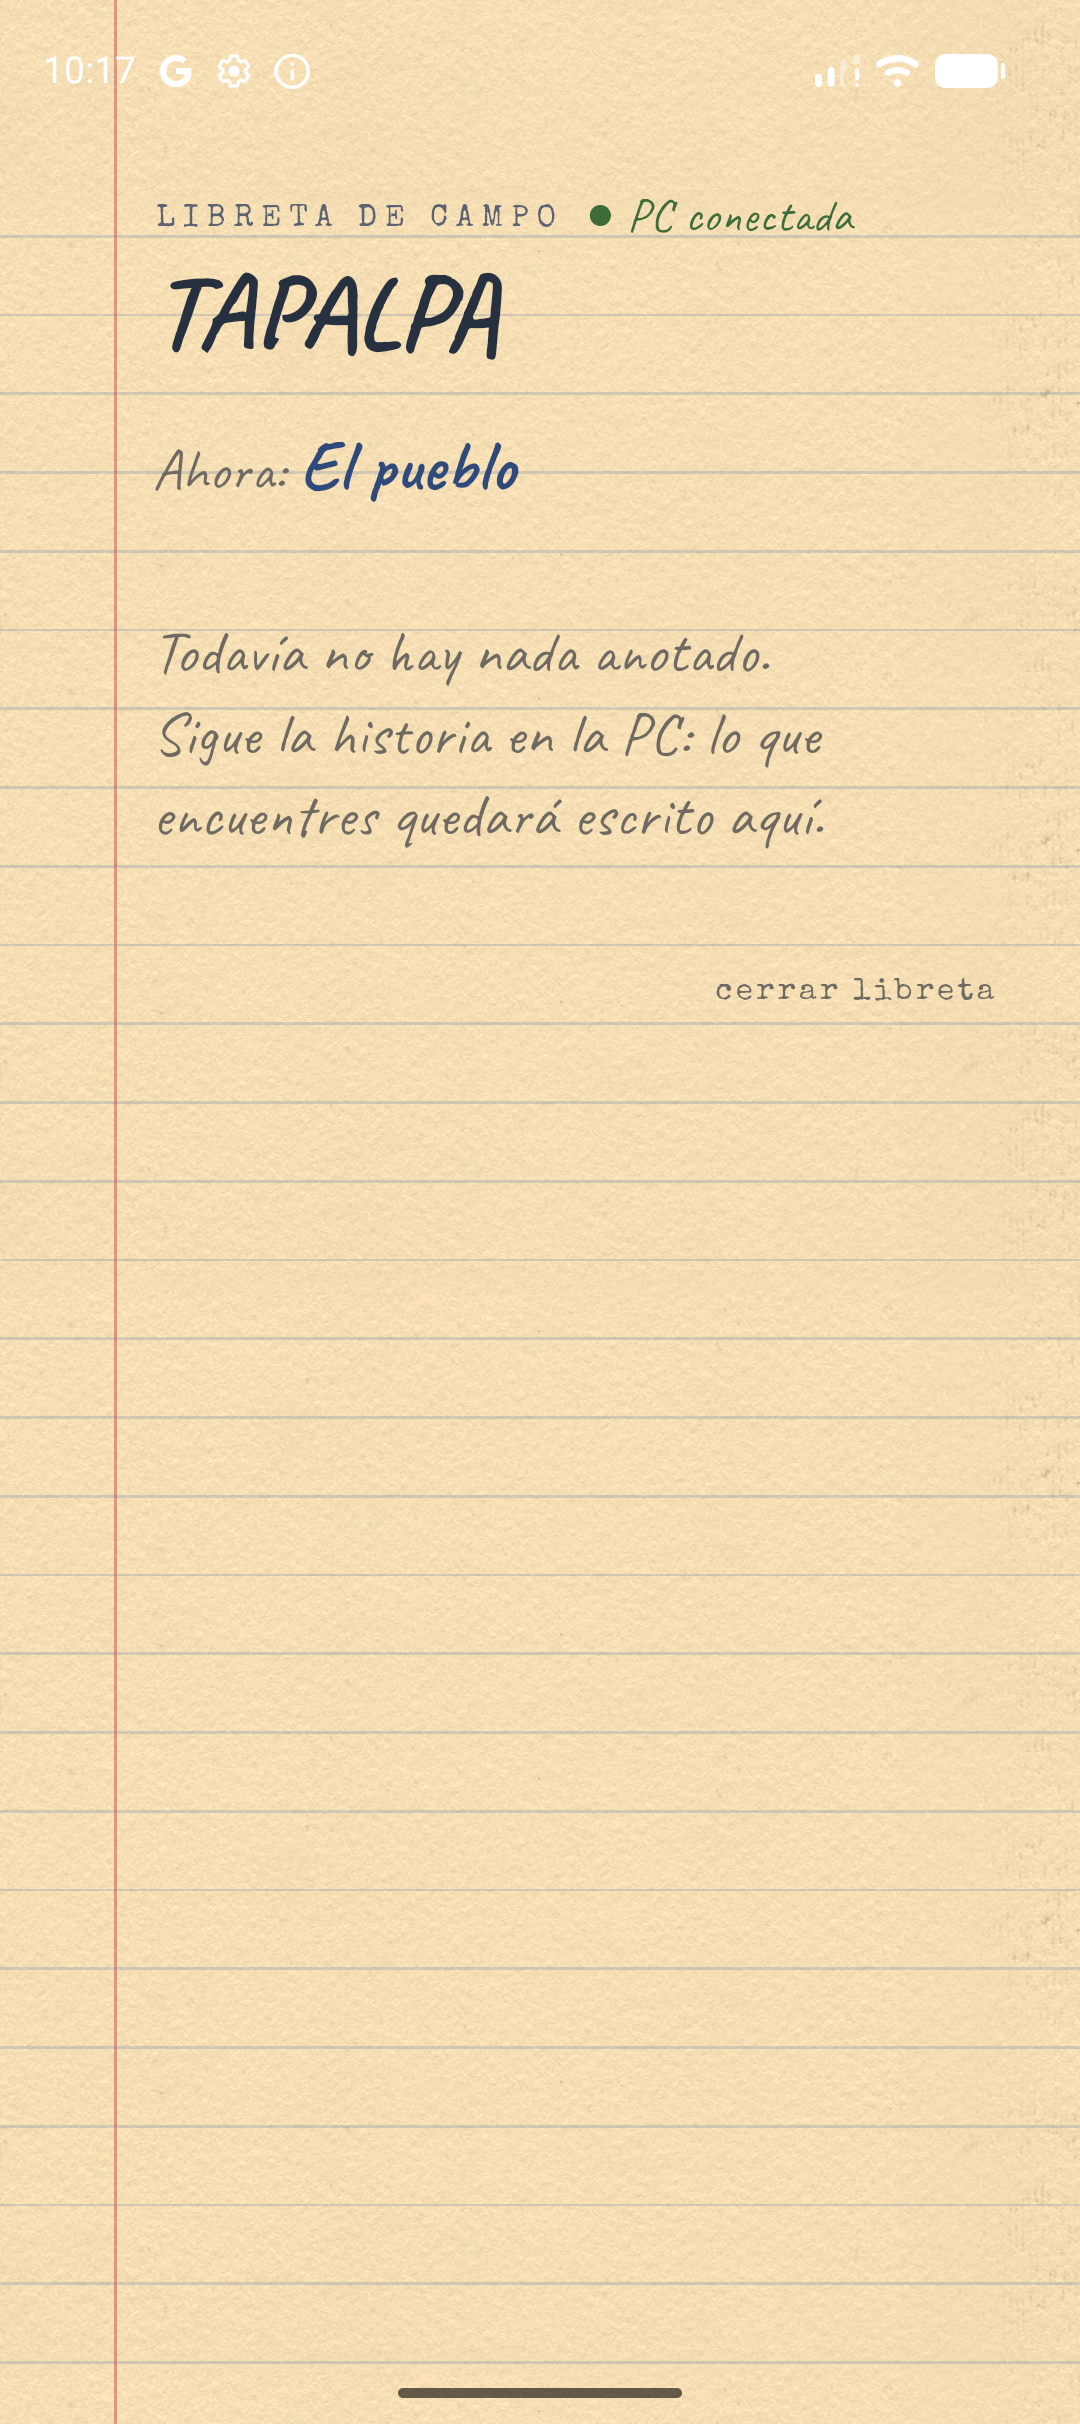 10:17
LIBRETA DE CAMPO ● PC conectada
TAPALPA
Ahora: El pueblo
Todavía no hay nada anotado.
Sigue la historia en la PC: lo que
encuentres quedará escrito aquí.
cerrar libreta